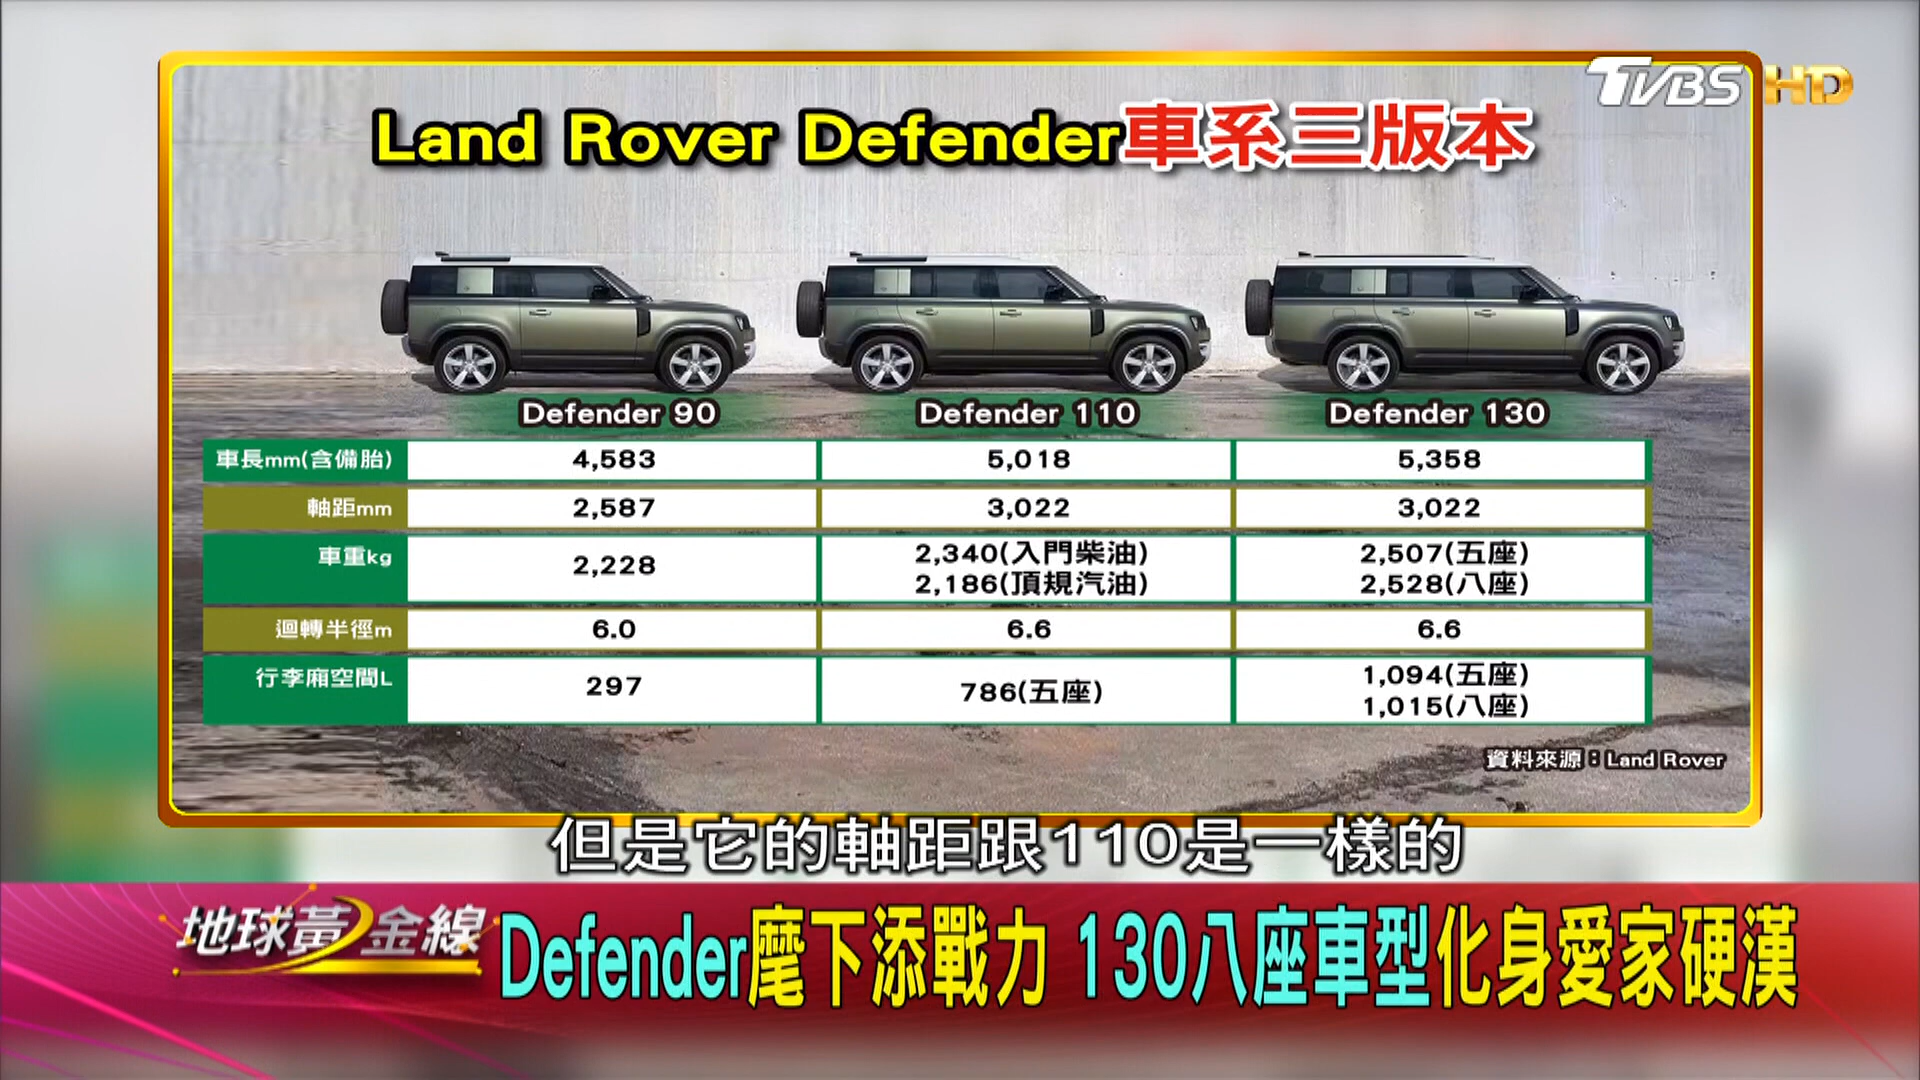 TVBS HD
Land Rover Defender車系三版本
Defender 90 Defender 110 Defender 130
車長mm(含備胎) 4,583 5,018 5,358
軸距mm 2,587 3,022 3,022
車重kg 2,228 2,340(入門柴油) 2,507(五座)
2,186(頂規汽油) 2,528(八座)
迴轉半徑m 6.0 6.6 6.6
行李廂空間L 297 786(五座) 1,094(五座)
1,015(八座)
資料來源：Land Rover
但是它的軸距跟110是一樣的
地球黃金線 Defender麾下添戰力 130八座車型化身愛家硬漢